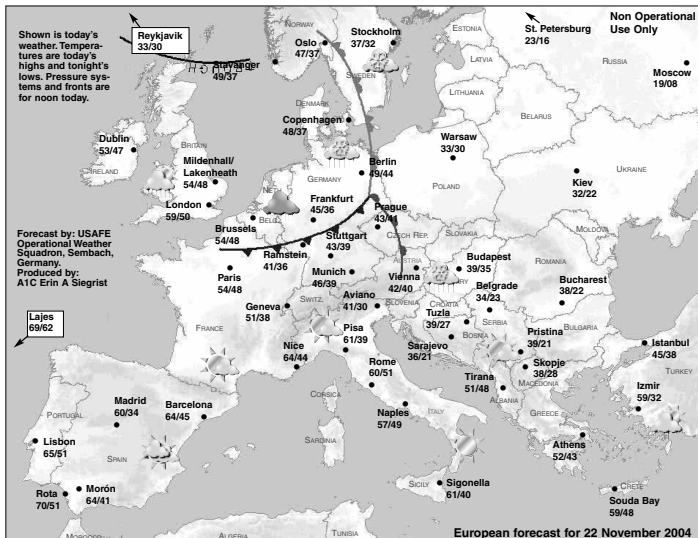 Shown is today's
weather. Tempera-
tures are today's
highs and tonight's
lows. Pressure sys-
tems and fronts are
for noon today.
Reykjavik
33/30
NORWAY
Oslo
47/37
Stockholm
37/32
SWEDEN
ESTONIA
St. Petersburg
23/16
Non Operational
Use Only
LATVIA
RUSSIA
Moscow
19/08
Stavanger
49/37
LITHUANIA
DENMARK
Copenhagen
48/37
BELARUS
Dublin
53/47
IRELAND
BRITAIN
Mildenhall/
Lakenheath
54/48
London
59/50
NETH
GERMANY
Berlin
49/44
Warsaw
33/30
POLAND
UKRAINE
Kiev
32/22
Brussels
54/48
BELG
Frankfurt
45/36
Prague
43/41
CZECH REP.
SLOVAKIA
MOLDOVA
Forecast by: USAFE
Operational Weather
Squadron, Sembach,
Germany.
Produced by:
A1C Erin A Siegrist
Ramstein
41/36
Stuttgart
43/39
Paris
54/48
Munich
46/39
AUSTRIA
Vienna
42/40
Budapest
39/35
ROMANIA
Bucharest
38/22
Lajes
69/62
FRANCE
Geneva
51/38
SWITZ.
Aviano
41/30
SLOVENIA
CROATIA
Belgrade
34/23
Tuzla
39/27
BOSNIA
SERBIA
BULGARIA
Nice
64/44
Pisa
61/39
Sarajevo
36/21
Pristina
39/21
Skopje
38/28
MACEDONIA
Istanbul
45/38
TURKEY
Madrid
60/34
Barcelona
64/45
CORSICA
Rome
60/51
ITALY
Naples
57/49
Tirana
51/48
ALBANIA
GREECE
Izmir
59/32
PORTUGAL
Lisbon
65/51
SPAIN
SARDINIA
Athens
52/43
Rota
70/51
Morón
64/41
SICILY
Sigonella
61/40
CRETE
Souda Bay
59/48
MOROCCO
ALGERIA
TUNISIA
European forecast for 22 November 2004